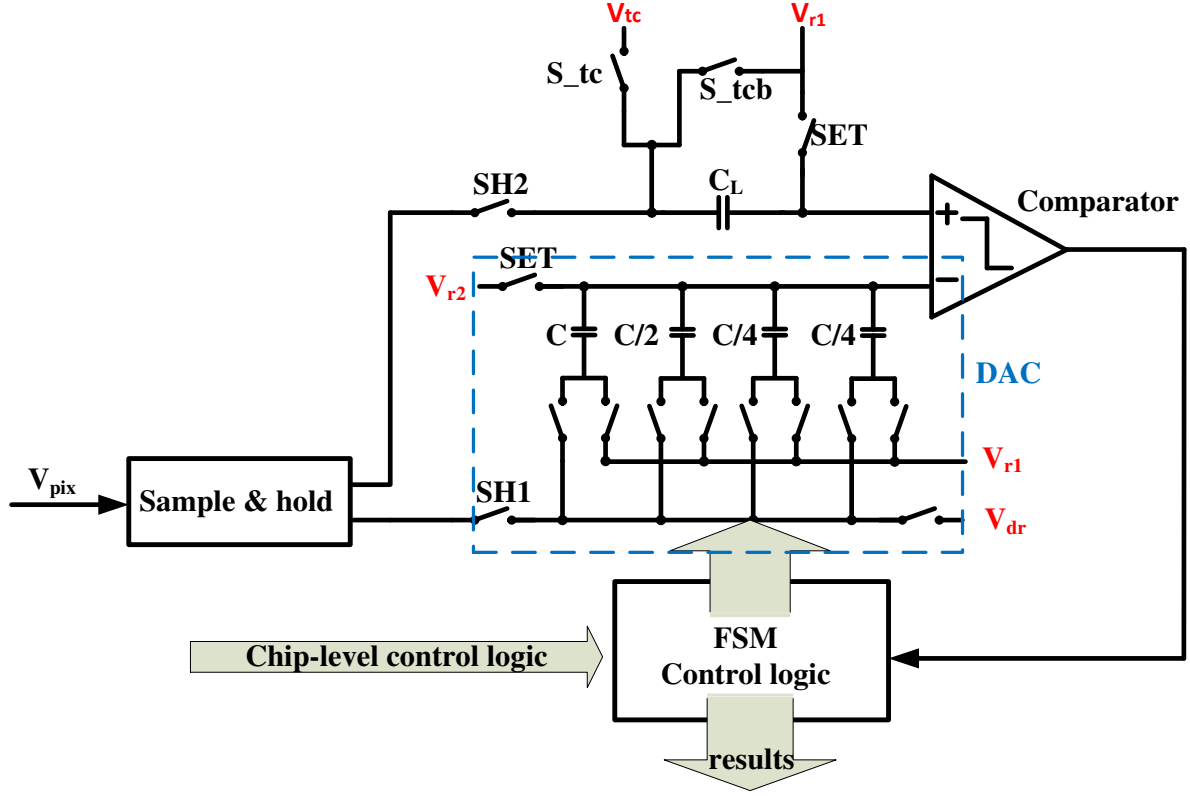 Vtc
Vr1
S_tc
S_tcb
SET
SH2
CL
Comparator
+
SET
Vr2
−
C
C/2
C/4
C/4
DAC
Vpix
Sample & hold
SH1
Vr1
Vdr
FSM
Control logic
Chip-level control logic
results